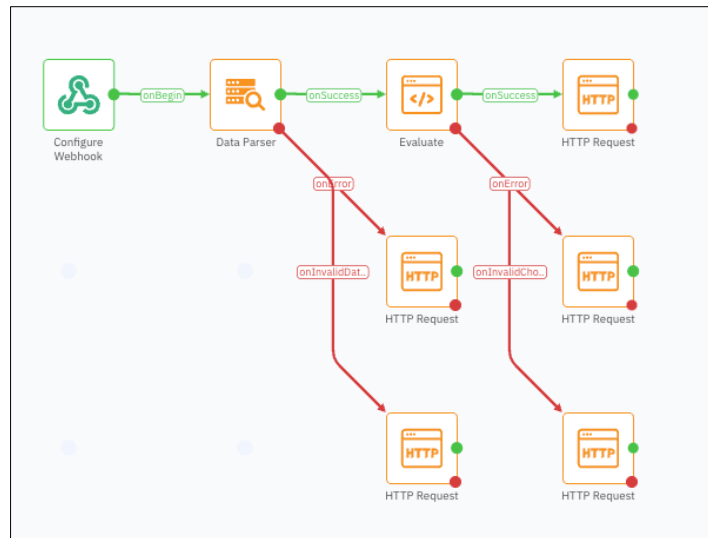 onBegin
onSuccess
</>
onSuccess
HTTP
Configure
Webhook
Data Parser
Evaluate
HTTP Request
onError
onError
HTTP
HTTP
onInvalidDat..
onInvalidCho..
HTTP Request
HTTP Request
HTTP
HTTP
HTTP Request
HTTP Request